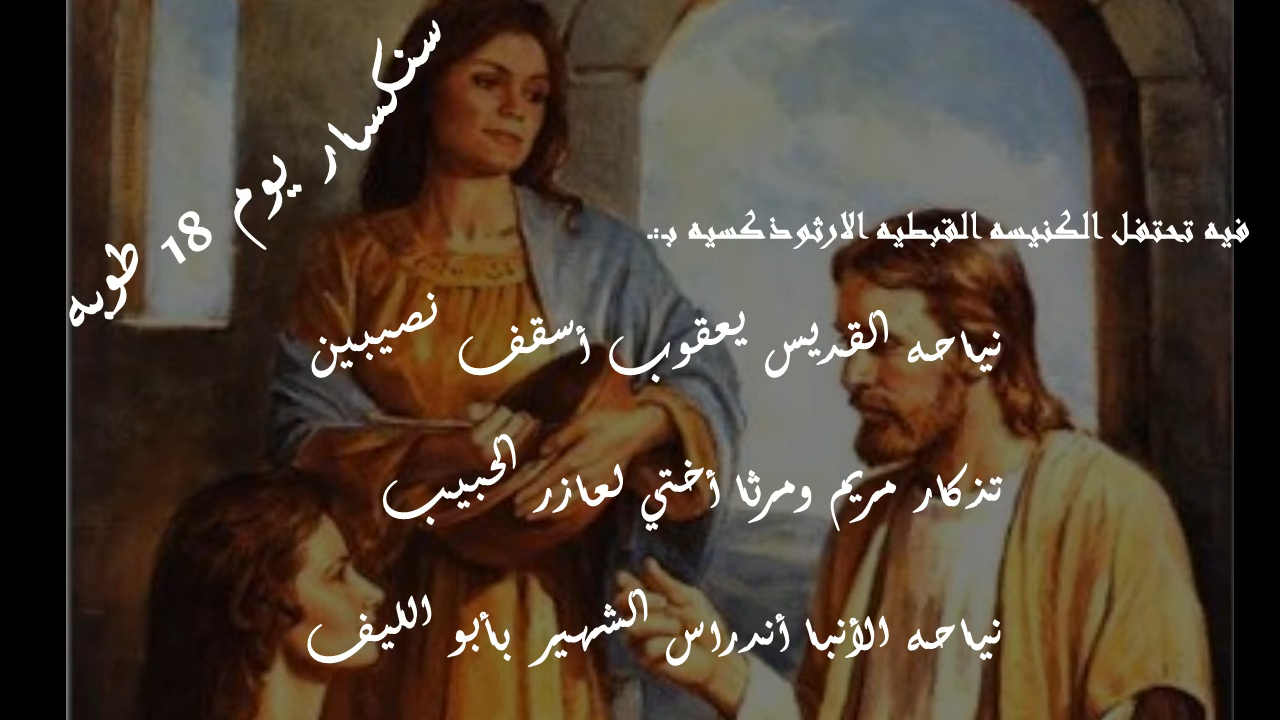 سنكسار يوم 18 طوبه
فيه تحتفل الكنيسه القبطيه الارثوذكسيه بـ:ـ
نياحه القديس يعقوب أسقف نصيبين
تذكار مريم ومرثا أختي لعازر الحبيب
نياحه الأنبا أندراس الشهير بأبو الليف